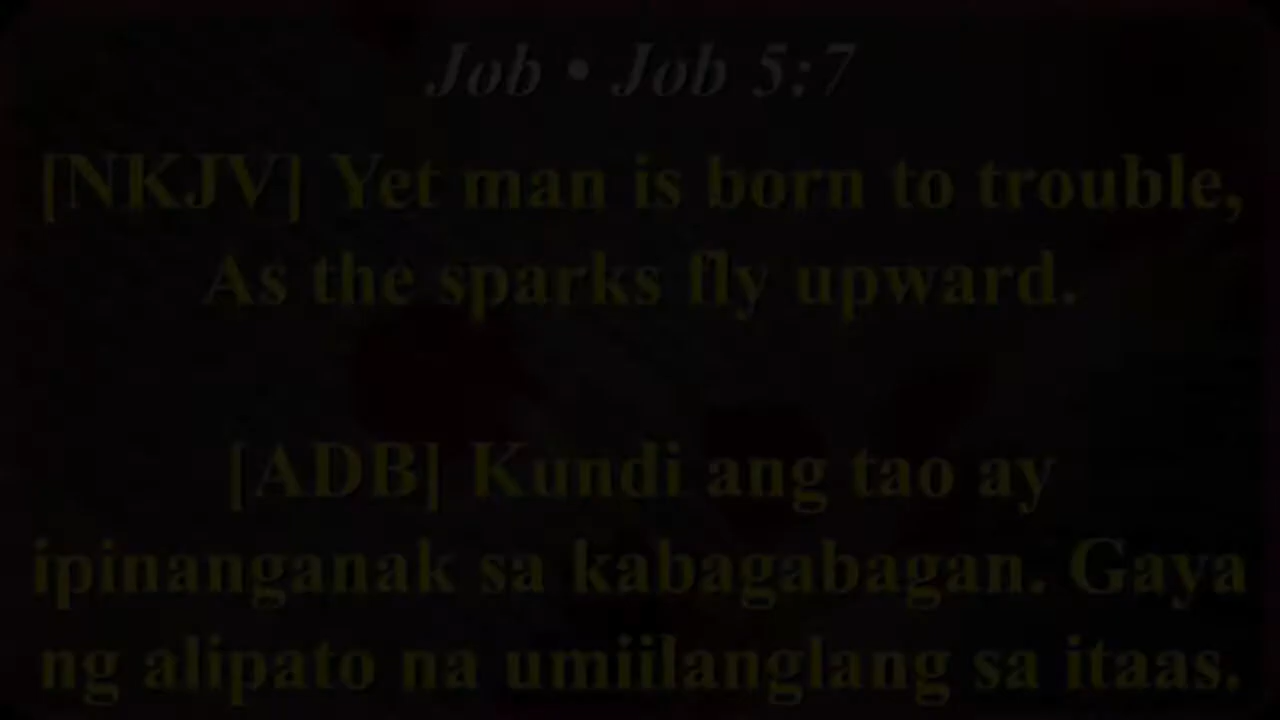 Job • Job 5:7
[NKJV] Yet man is born to trouble,
As the sparks fly upward.
[ADB] Kundi ang tao ay
ipinanganak sa kabagabagan. Gaya
ng alipato na umiilanglang sa itaas.